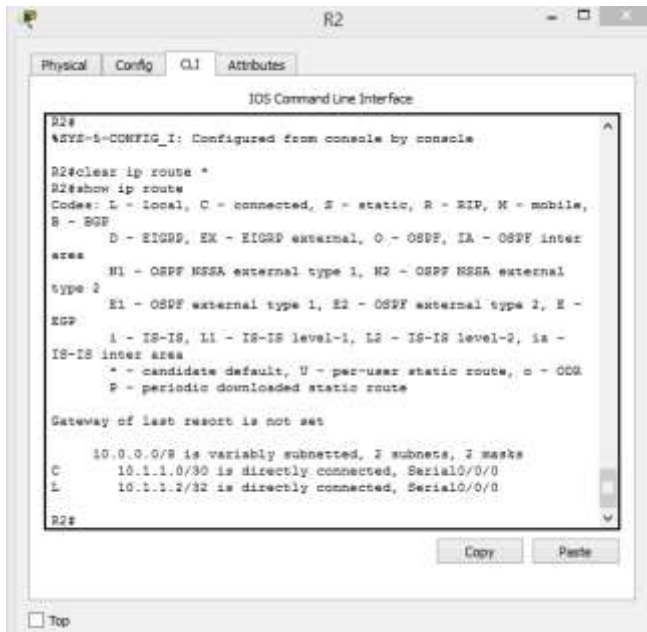 R2
Physical Config CLI Attributes
IOS Command Line Interface
R2#
%SYS-5-CONFIG_I: Configured from console by console
R2#clear ip route *
R2#show ip route
Codes: L - local, C - connected, S - static, R - RIP, M - mobile,
B - BGP
D - EIGRP, EX - EIGRP external, O - OSPF, IA - OSPF inter
area
N1 - OSPF NSSA external type 1, N2 - OSPF NSSA external
type 2
E1 - OSPF external type 1, E2 - OSPF external type 2, E -
EGP
i - IS-IS, L1 - IS-IS level-1, L2 - IS-IS level-2, ia -
IS-IS inter area
* - candidate default, U - per-user static route, o - ODR
P - periodic downloaded static route
Gateway of last resort is not set
10.0.0.0/8 is variably subnetted, 2 subnets, 2 masks
C 10.1.1.0/30 is directly connected, Serial0/0/0
L 10.1.1.2/32 is directly connected, Serial0/0/0
R2#
Copy Paste
Top